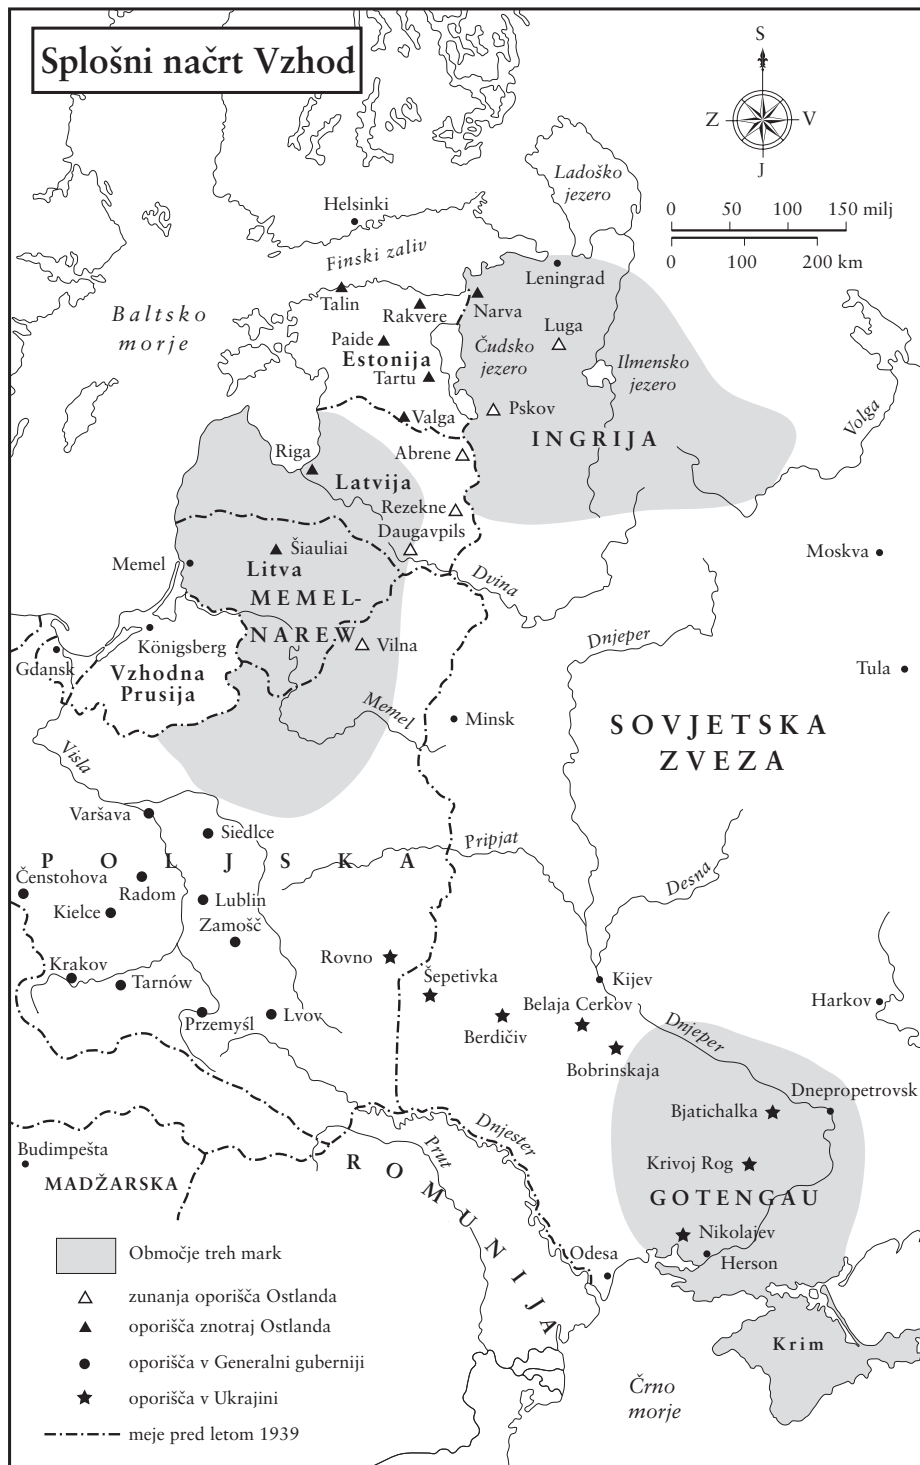 Splošni načrt Vzhod
S
Z
V
J
0 50 100 150 milj
0 100 200 km
Ladoško
jezero
Helsinki
Finski zaliv
Leningrad
Talin
Rakvere
Narva
Baltsko
morje
Luga
Paide
Estonija
Čudsko
jezero
Ilmensko
jezero
Tartu
Pskov
Valga
Volga
INGRIJA
Abrene
Riga
Latvija
Rezekne
Daugavpils
Šiauliai
Moskva
Memel
Litva
Dvina
MEMEL-
NAREW
Dnjeper
Königsberg
Vilna
Gdansk
Vzhodna
Prusija
Tula
Memel
Minsk
SOVJETSKA
ZVEZA
Visla
Varšava
Siedlce
Pripjat
POLJSKA
Čenstohova
Radom
Lublin
Desna
Kielce
Zamošč
Rovno
Krakov
Šepetivka
Kijev
Tarnów
Belaja Cerkov
Harkov
Przemyśl
Lvov
Berdičiv
Dnjeper
Bobrinskaja
Dnepropetrovsk
Bjatichalka
Dnjester
Budimpešta
Prut
Krivoj Rog
MADŽARSKA
ROMUNIJA
GOTENGAU
Nikolajev
Odesa
Herson
Krim
Črno
morje
Območje treh mark
zunanja oporišča Ostlanda
oporišča znotraj Ostlanda
oporišča v Generalni guberniji
oporišča v Ukrajini
meje pred letom 1939